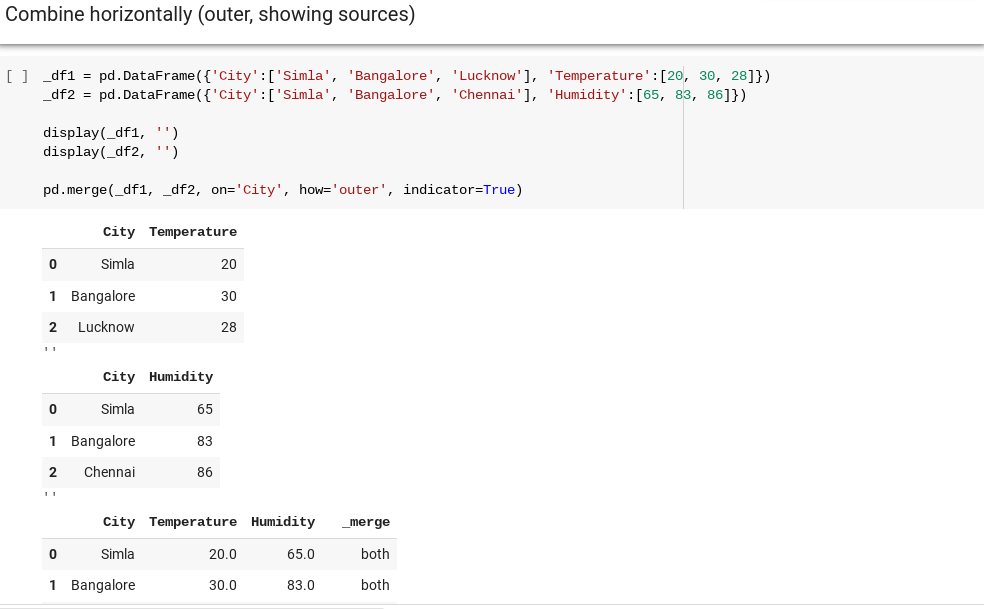 Combine horizontally (outer, showing sources)
[ ] _df1 = pd.DataFrame({'City':['Simla', 'Bangalore', 'Lucknow'], 'Temperature':[20, 30, 28]})
_df2 = pd.DataFrame({'City':['Simla', 'Bangalore', 'Chennai'], 'Humidity':[65, 83, 86]})
display(_df1, '')
display(_df2, '')
pd.merge(_df1, _df2, on='City', how='outer', indicator=True)
City Temperature
0 Simla 20
1 Bangalore 30
2 Lucknow 28
''
City Humidity
0 Simla 65
1 Bangalore 83
2 Chennai 86
''
City Temperature Humidity _merge
0 Simla 20.0 65.0 both
1 Bangalore 30.0 83.0 both